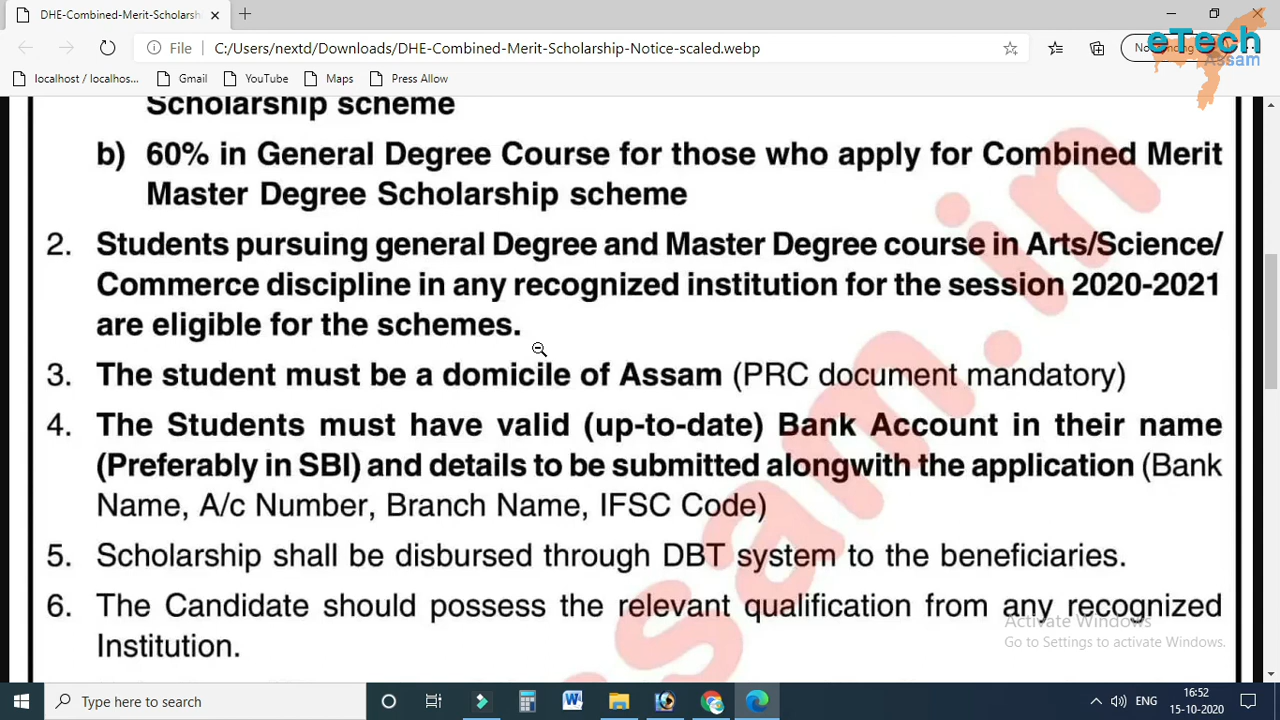 DHE-Combined-Merit-Scholarsh
File
C:/Users/nextd/Downloads/DHE-Combined-Merit-Scholarship-Notice-scaled.webp
eTech
Assam
localhost / localhos...
Gmail
YouTube
Maps
Press Allow
Scholarship scheme
b) 60% in General Degree Course for those who apply for Combined Merit
Master Degree Scholarship scheme
2. Students pursuing general Degree and Master Degree course in Arts/Science/
Commerce discipline in any recognized institution for the session 2020-2021
are eligible for the schemes.
3. The student must be a domicile of Assam (PRC document mandatory)
4. The Students must have valid (up-to-date) Bank Account in their name
(Preferably in SBI) and details to be submitted alongwith the application (Bank
Name, A/c Number, Branch Name, IFSC Code)
5. Scholarship shall be disbursed through DBT system to the beneficiaries.
6. The Candidate should possess the relevant qualification from any recognized
Institution.
sam.in
Activate Windows
Go to Settings to activate Windows.
Type here to search
ENG
16:52
15-10-2020